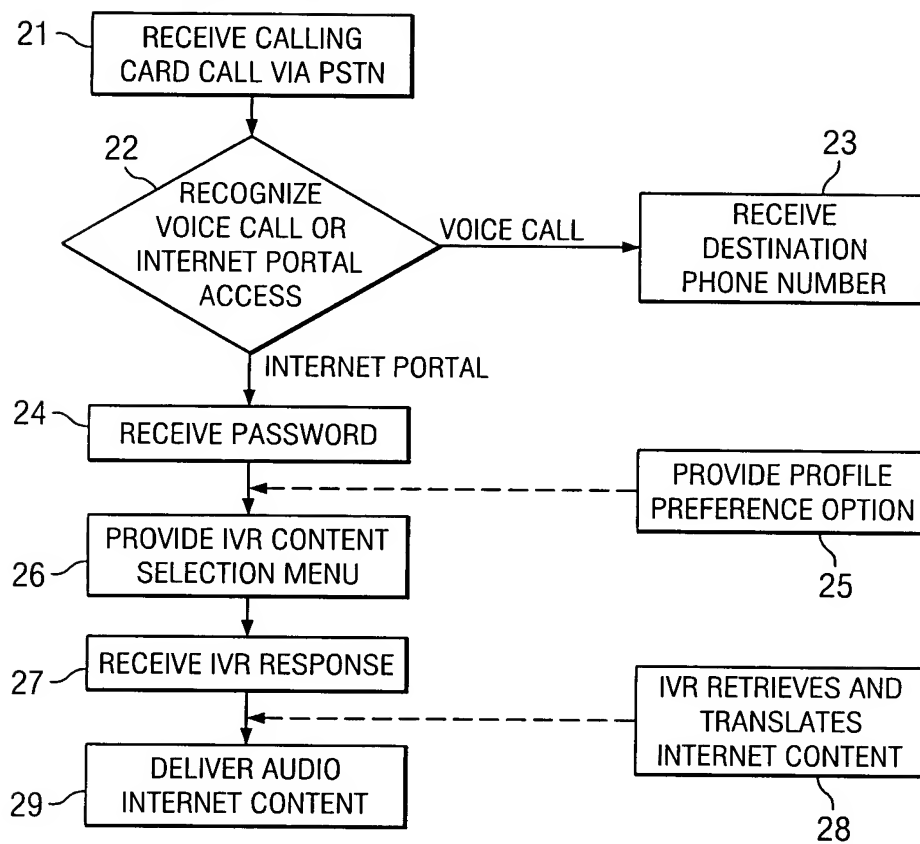 21
RECEIVE CALLING
CARD CALL VIA PSTN
22
RECOGNIZE
VOICE CALL OR
INTERNET PORTAL
ACCESS
VOICE CALL
23
RECEIVE
DESTINATION
PHONE NUMBER
INTERNET PORTAL
24
RECEIVE PASSWORD
PROVIDE PROFILE
PREFERENCE OPTION
25
PROVIDE IVR CONTENT
SELECTION MENU
26
27
RECEIVE IVR RESPONSE
IVR RETRIEVES AND
TRANSLATES
INTERNET CONTENT
28
DELIVER AUDIO
INTERNET CONTENT
29